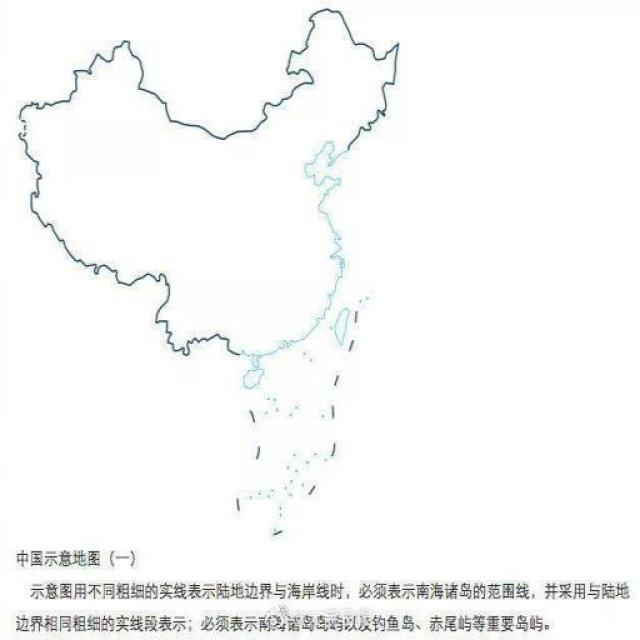 中国示意地图（一）
示意图用不同粗细的实线表示陆地边界与海岸线时，必须表示南海诸岛的范围线，并采用与陆地
边界相同粗细的实线段表示；必须表示南海诸岛岛屿以及钓鱼岛、赤尾屿等重要岛屿。